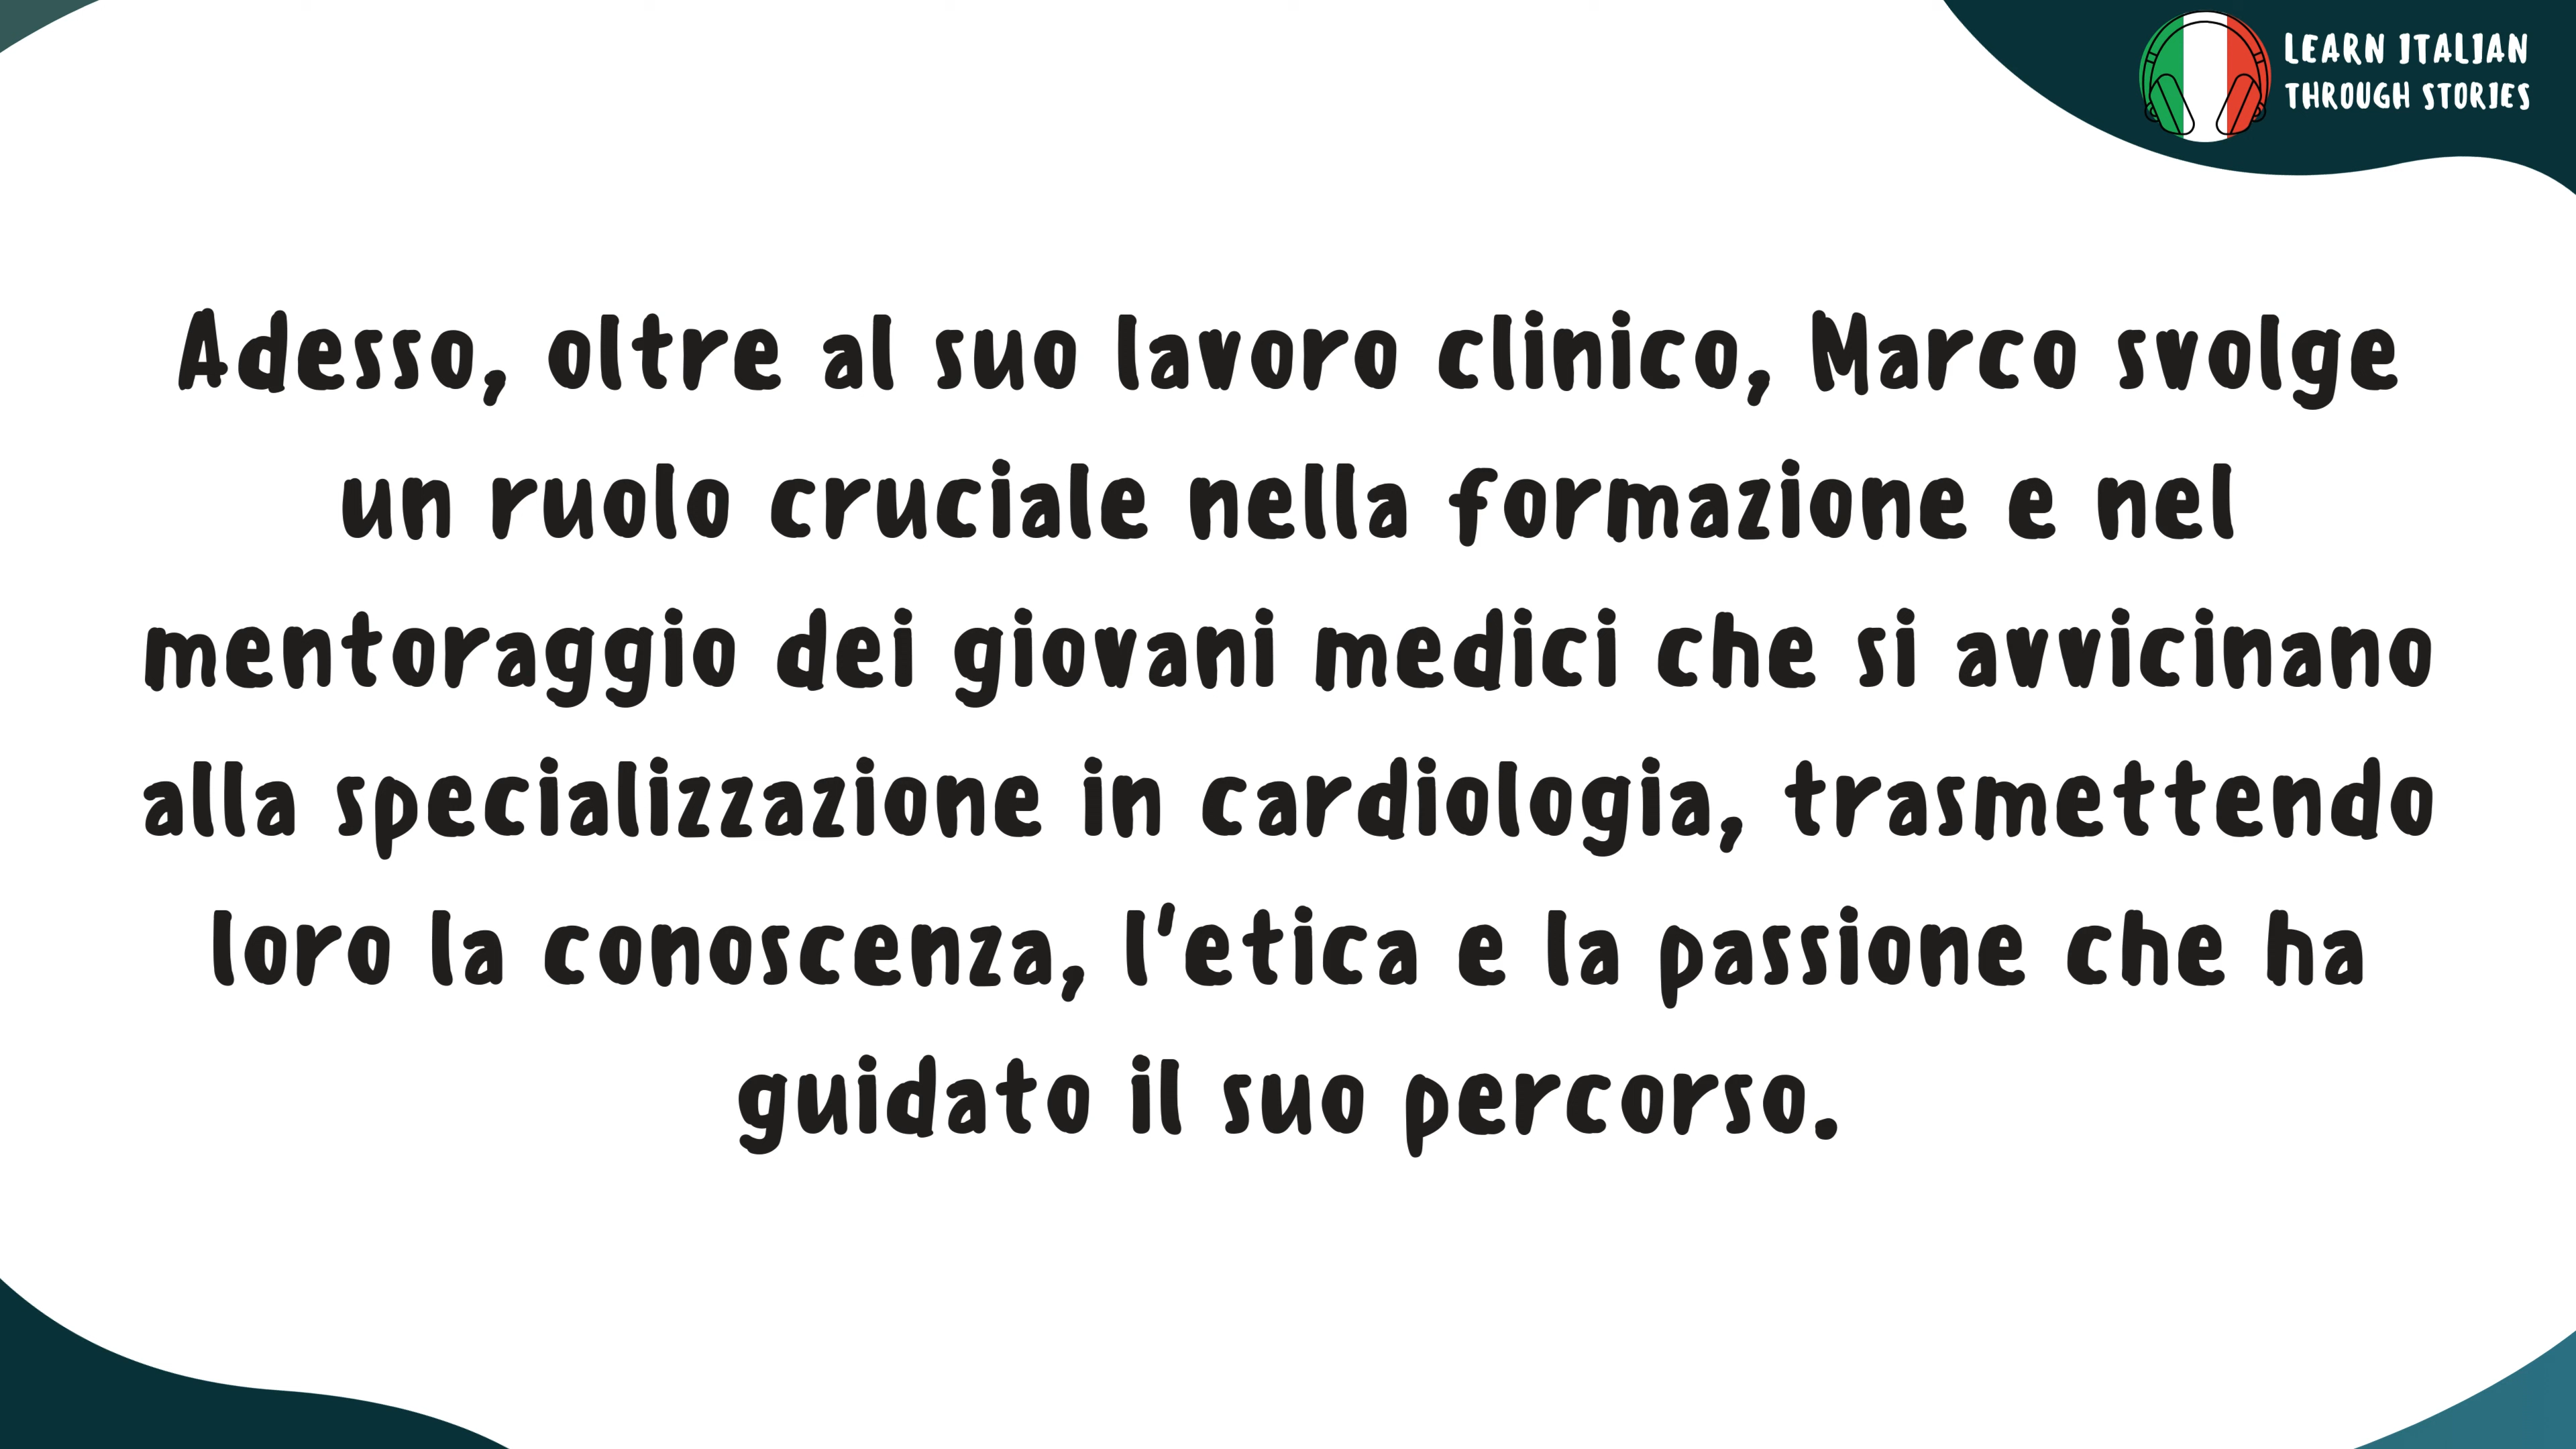 LEARN ITALIAN
THROUGH STORIES
Adesso, oltre al suo lavoro clinico, Marco svolge
un ruolo cruciale nella formazione e nel
mentoraggio dei giovani medici che si avvicinano
alla specializzazione in cardiologia, trasmettendo
loro la conoscenza, l'etica e la passione che ha
guidato il suo percorso.